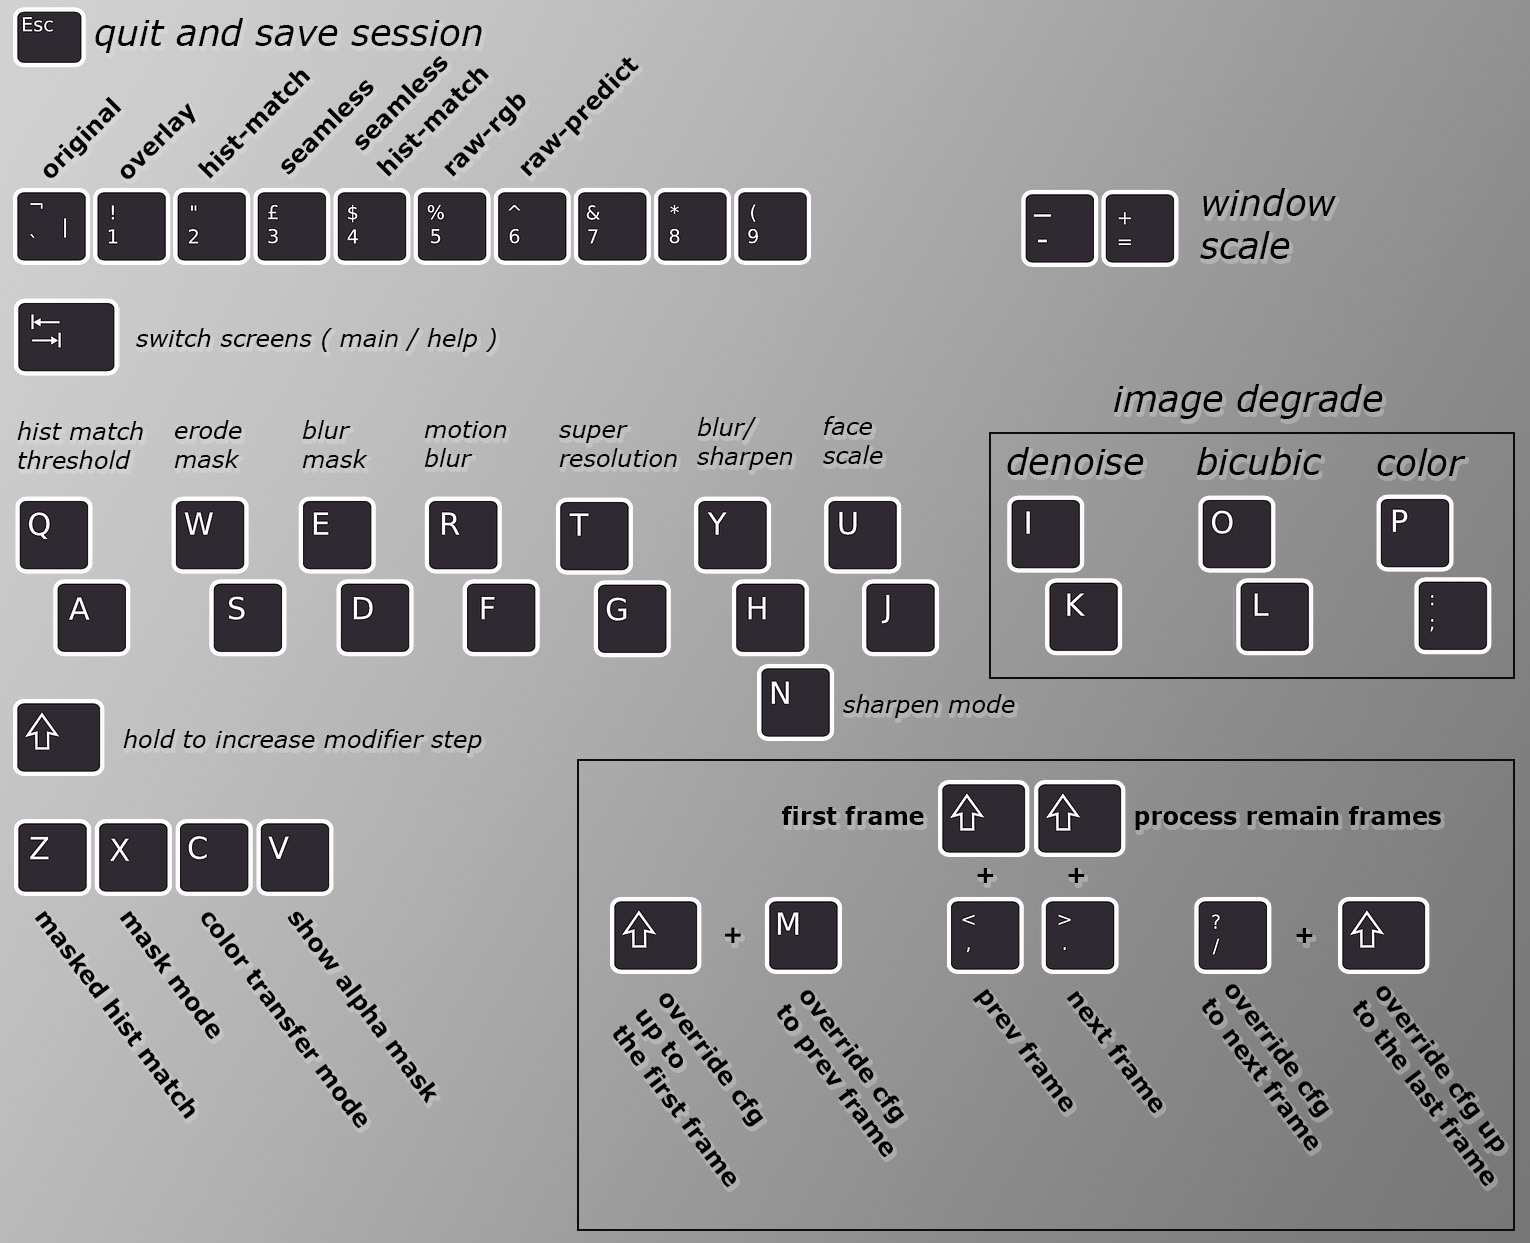 Esc
quit and save session
original
overlay
hist-match
seamless
seamless
hist-match
raw-rgb
raw-predict
¬ ` |
! 1
" 2
£ 3
$ 4
% 5
^ 6
& 7
* 8
( 9
_ -
+ =
window
scale
switch screens ( main / help )
image degrade
hist match
threshold
erode
mask
blur
mask
motion
blur
super
resolution
blur/
sharpen
face
scale
denoise
bicubic
color
Q
W
E
R
T
Y
U
I
O
P
A
S
D
F
G
H
J
K
L
: ;
N
sharpen mode
hold to increase modifier step
first frame
process remain frames
+
+
Z
X
C
V
masked hist match
mask mode
color transfer mode
show alpha mask
+
M
< ,
> .
? /
+
override cfg
up to
the first frame
override cfg
to prev frame
prev frame
next frame
override cfg
to next frame
override cfg up
to the last frame